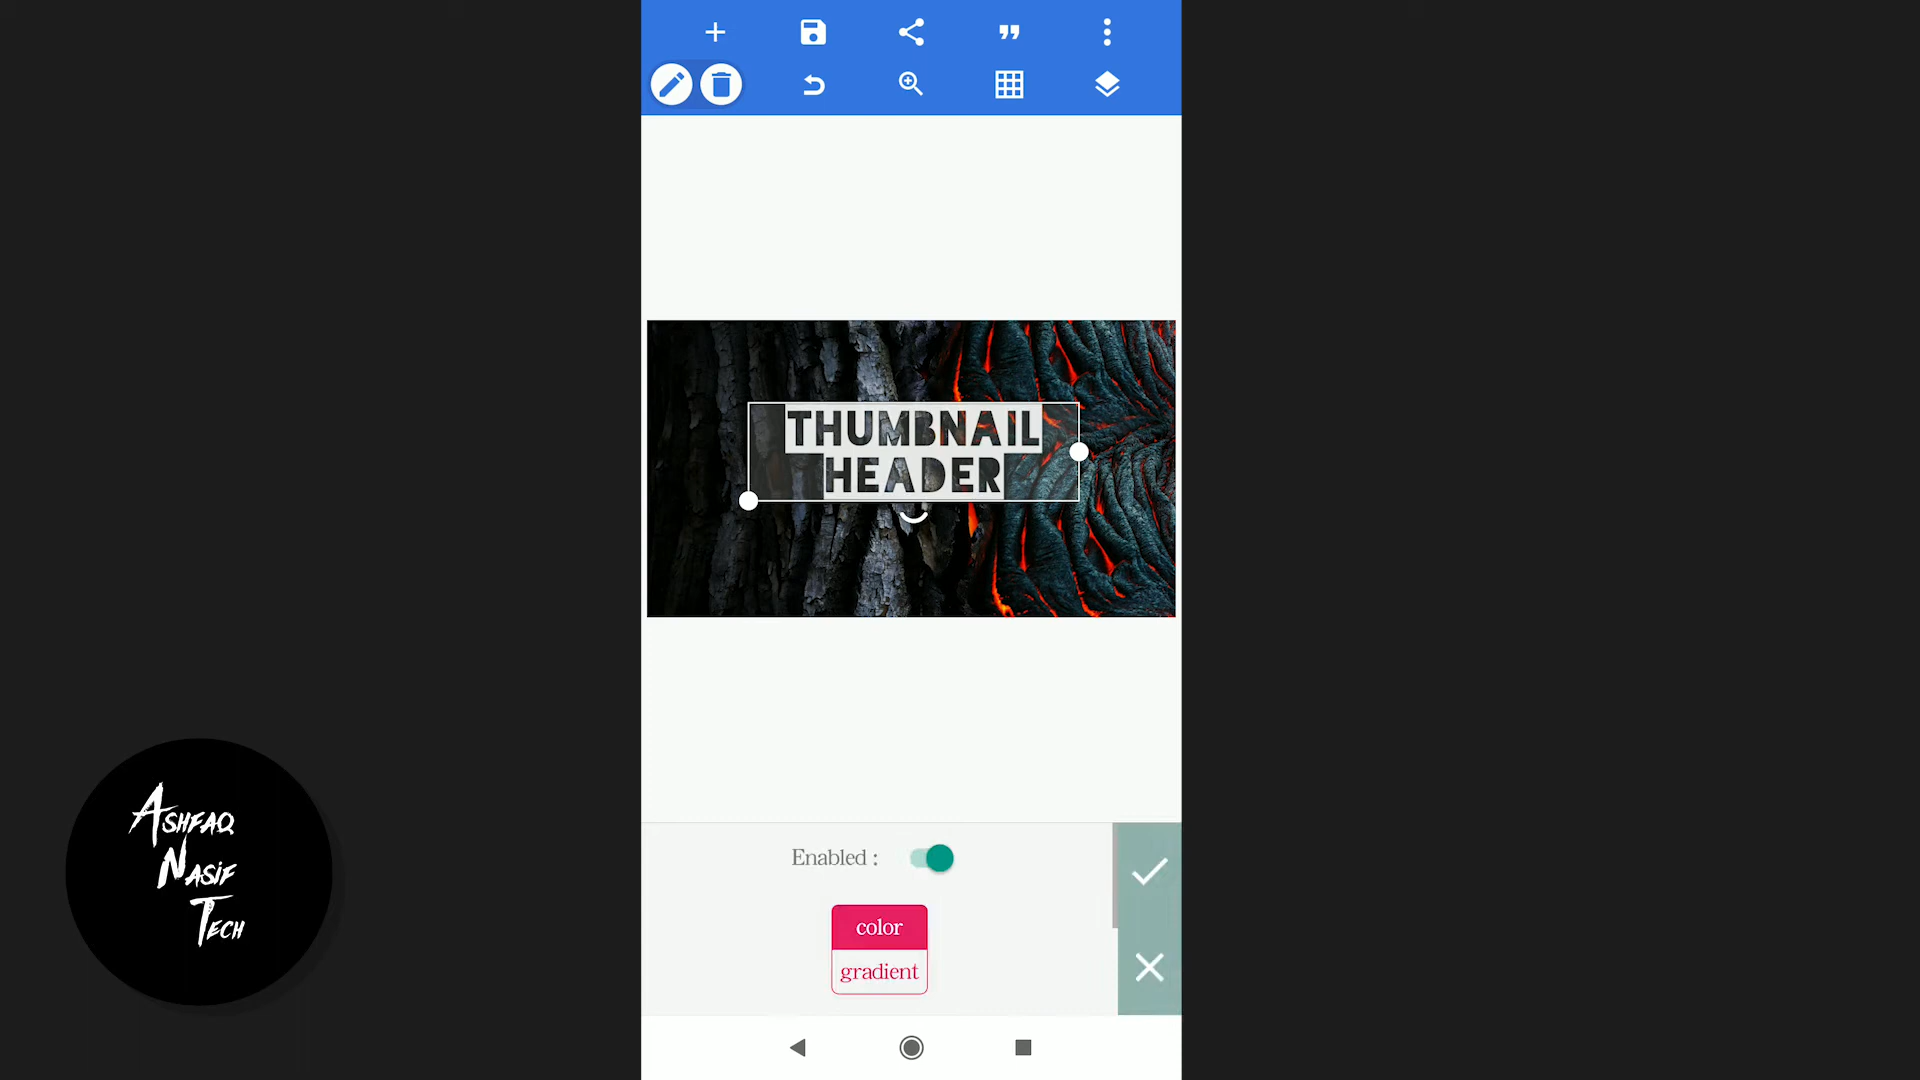 THUMBNAIL
HEADER
Enabled :
color
gradient
ASHFAQ
NASIF
TECH